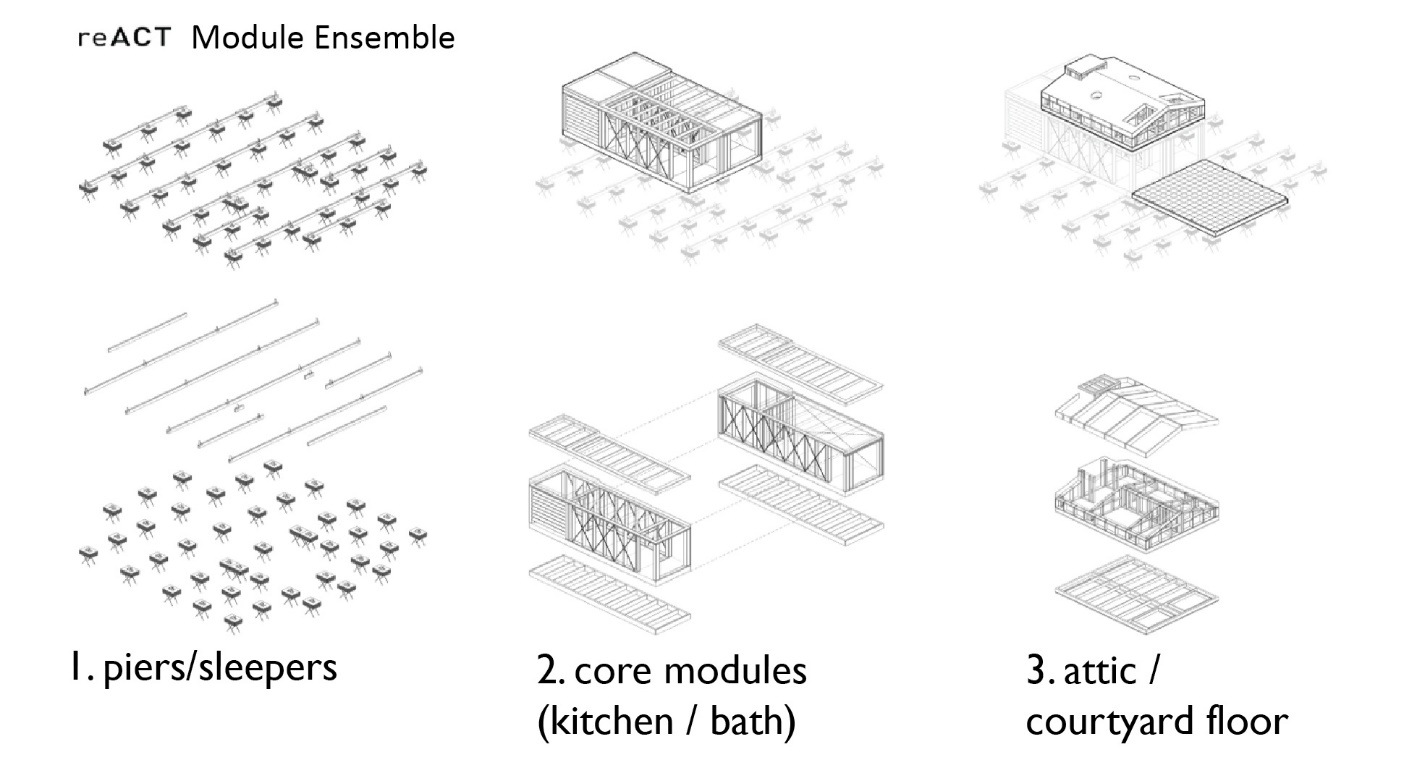 reACT Module Ensemble
1. piers/sleepers
2. core modules
(kitchen / bath)
3. attic /
courtyard floor